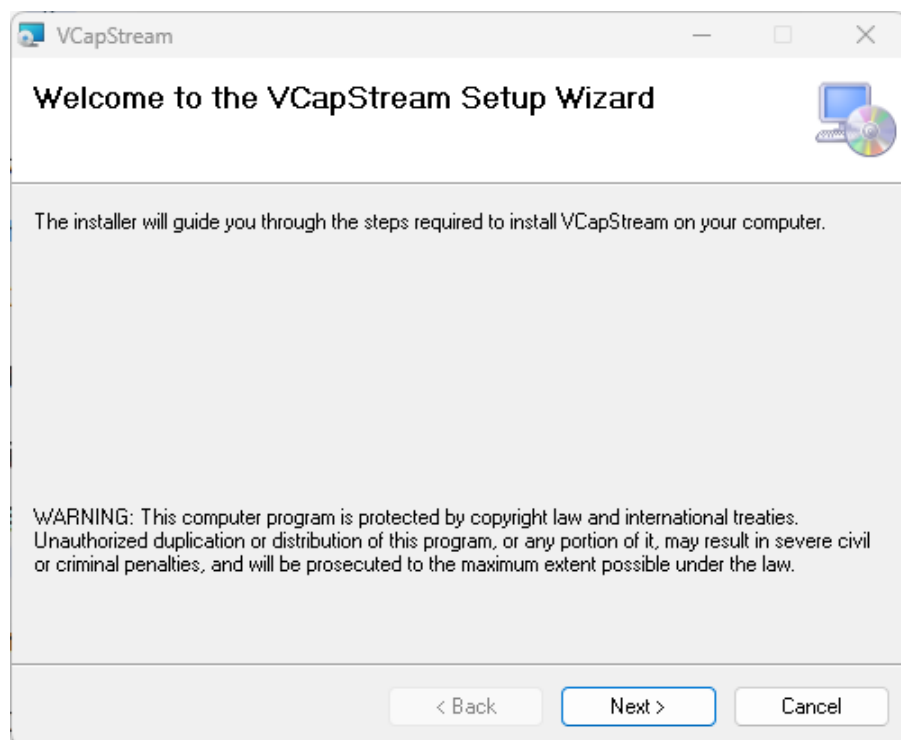 VCapStream
Welcome to the VCapStream Setup Wizard
The installer will guide you through the steps required to install VCapStream on your computer.
WARNING: This computer program is protected by copyright law and international treaties.
Unauthorized duplication or distribution of this program, or any portion of it, may result in severe civil
or criminal penalties, and will be prosecuted to the maximum extent possible under the law.
< Back
Next >
Cancel